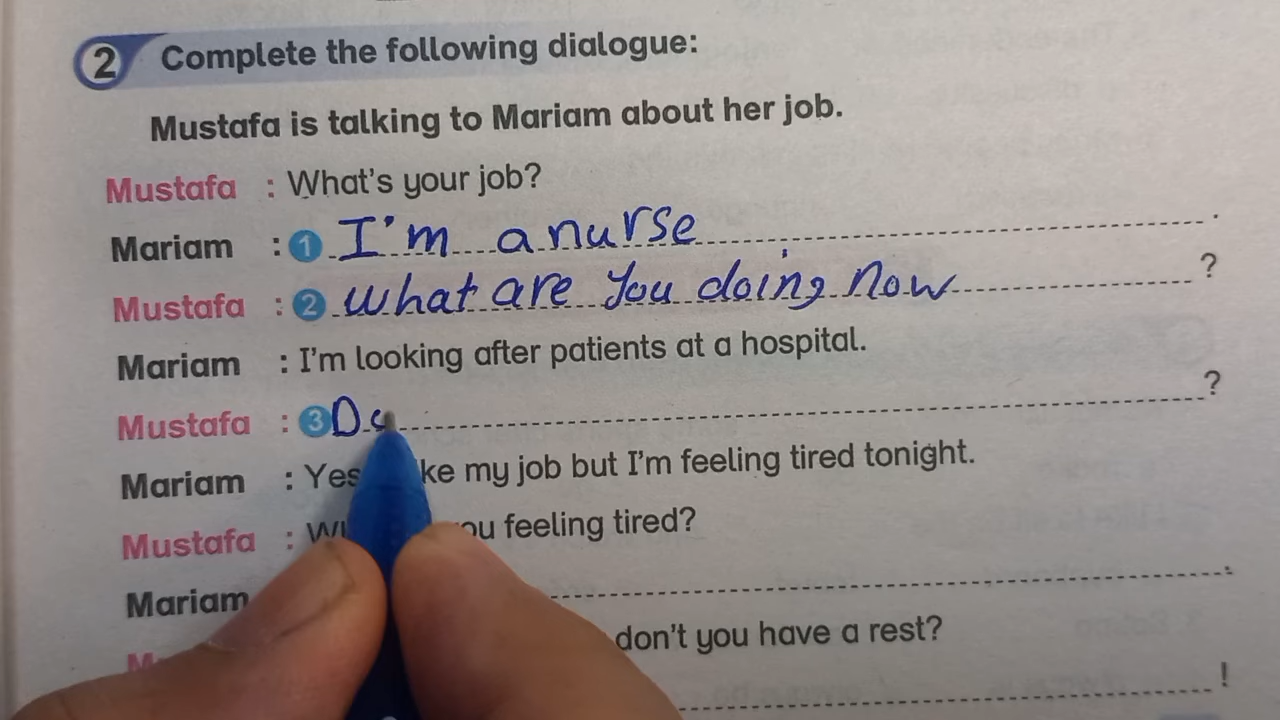 2 Complete the following dialogue:
Mustafa is talking to Mariam about her job.
Mustafa : What's your job?
Mariam : 1 I'm a nurse .
Mustafa : 2 what are you doing now ?
Mariam : I'm looking after patients at a hospital.
Mustafa : 3 Do ?
Mariam : Yes ke my job but I'm feeling tired tonight.
Mustafa : ou feeling tired?
Mariam .
don't you have a rest?
!